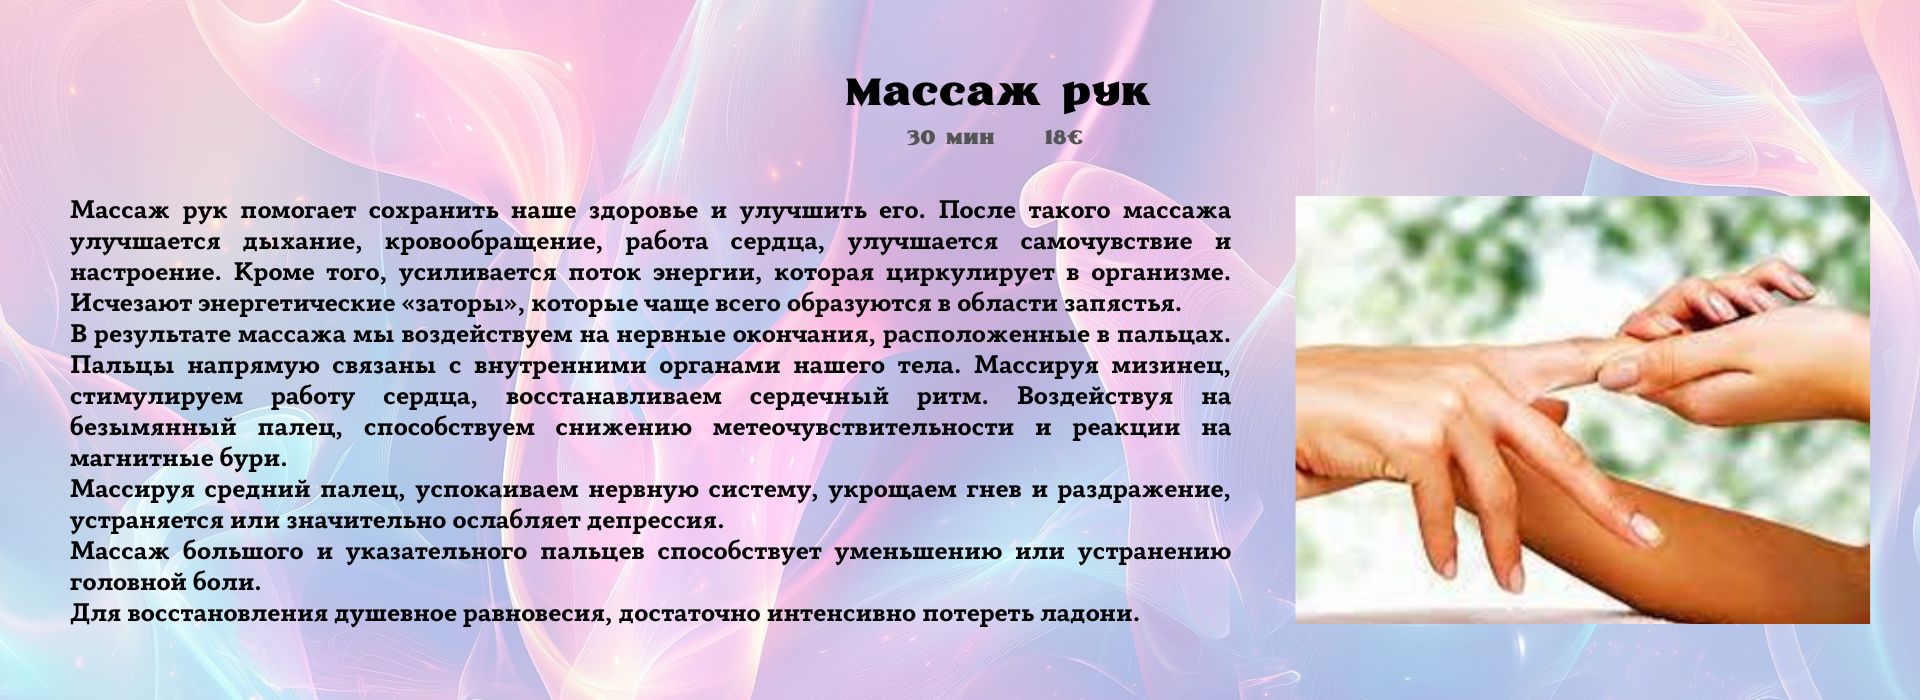 Массаж рук
30 мин 18€
Массаж рук помогает сохранить наше здоровье и улучшить его. После такого массажа
улучшается дыхание, кровообращение, работа сердца, улучшается самочувствие и
настроение. Кроме того, усиливается поток энергии, которая циркулирует в организме.
Исчезают энергетические «заторы», которые чаще всего образуются в области запястья.
В результате массажа мы воздействуем на нервные окончания, расположенные в пальцах.
Пальцы напрямую связаны с внутренними органами нашего тела. Массируя мизинец,
стимулируем работу сердца, восстанавливаем сердечный ритм. Воздействуя на
безымянный палец, способствуем снижению метеочувствительности и реакции на
магнитные бури.
Массируя средний палец, успокаиваем нервную систему, укрощаем гнев и раздражение,
устраняется или значительно ослабляет депрессия.
Массаж большого и указательного пальцев способствует уменьшению или устранению
головной боли.
Для восстановления душевное равновесия, достаточно интенсивно потереть ладони.